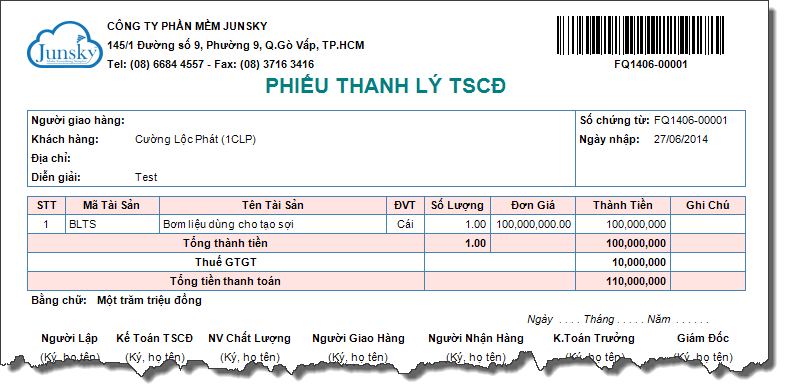 Junsky
CÔNG TY PHẦN MỀM JUNSKY
145/1 Đường số 9, Phường 9, Q.Gò Vấp, TP.HCM
Tel: (08) 6684 4557 - Fax: (08) 3716 3416
FQ1406-00001
PHIẾU THANH LÝ TSCĐ
Người giao hàng:
Số chứng từ: FQ1406-00001
Khách hàng: Cường Lộc Phát (1CLP)
Ngày nhập: 27/06/2014
Địa chỉ:
Diễn giải: Test
STT Mã Tài Sản Tên Tài Sản ĐVT Số Lượng Đơn Giá Thành Tiền Ghi Chú
1 BLTS Bơm liệu dùng cho tạo sợi Cái 1.00 100,000,000.00 100,000,000
Tổng thành tiền 1.00 100,000,000
Thuế GTGT 10,000,000
Tổng tiền thanh toán 110,000,000
Bằng chữ: Một trăm triệu đồng
Ngày . . . . Tháng . . . . . Năm . . . . . .
Người Lập Kế Toán TSCĐ NV Chất Lượng Người Giao Hàng Người Nhận Hàng K.Toán Trưởng Giám Đốc
(Ký, họ tên) (Ký, họ tên) (Ký, họ tên) (Ký, họ tên) (Ký, họ tên) (Ký, họ tên) (Ký, họ tên)